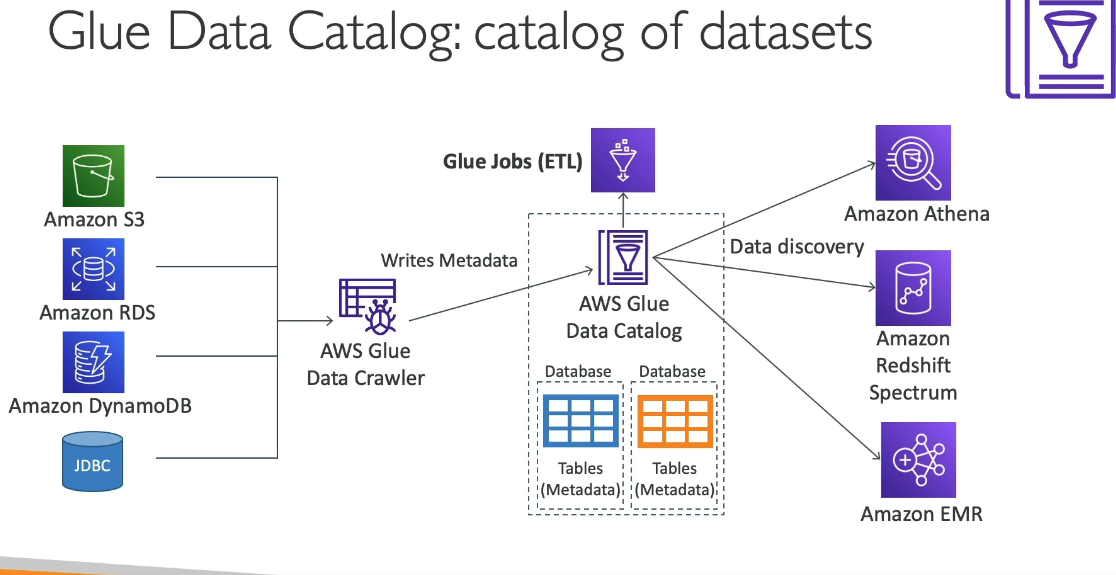 Glue Data Catalog: catalog of datasets
Glue Jobs (ETL)
Amazon S3
Amazon Athena
Writes Metadata
Data discovery
Amazon RDS
AWS Glue
Data Catalog
AWS Glue
Data Crawler
Amazon
Redshift
Spectrum
Amazon DynamoDB
Database
Database
JDBC
Tables
(Metadata)
Tables
(Metadata)
Amazon EMR